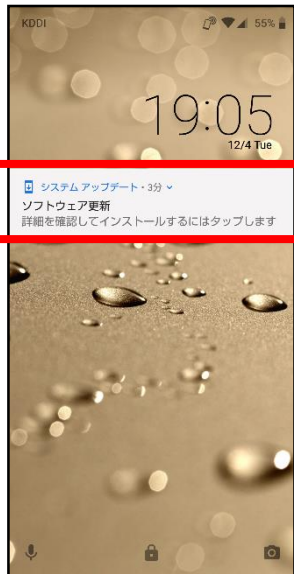 KDDI 55%
19:05
12/4 Tue
システム アップデート・3分
ソフトウェア更新
詳細を確認してインストールするにはタップします